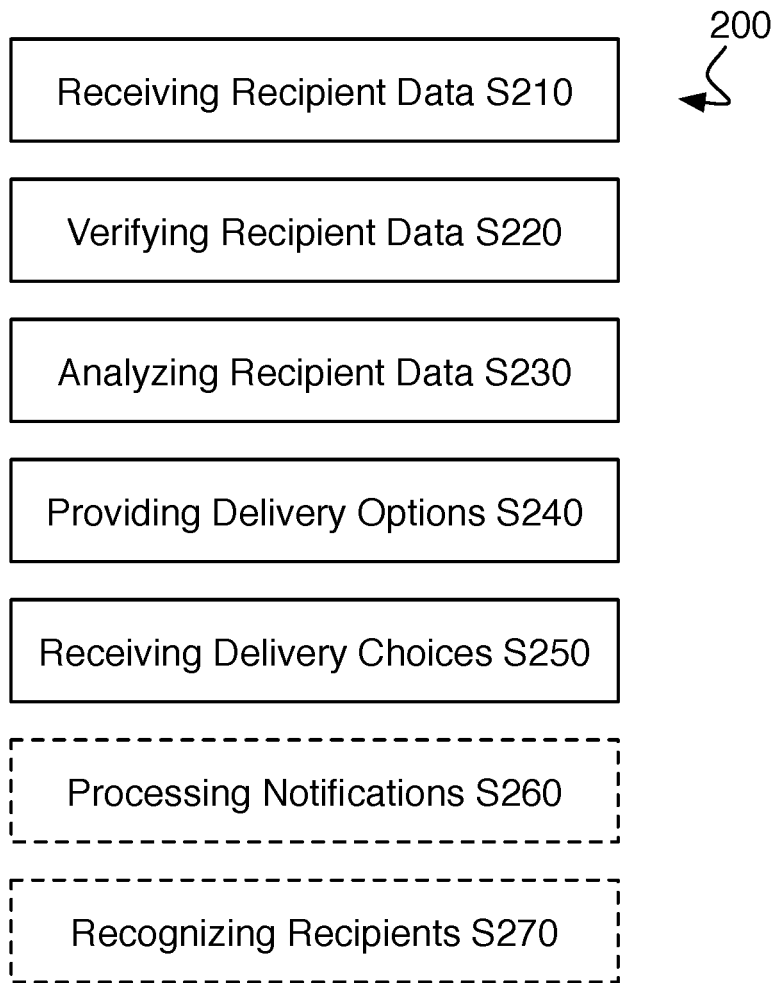 200
Receiving Recipient Data S210
Verifying Recipient Data S220
Analyzing Recipient Data S230
Providing Delivery Options S240
Receiving Delivery Choices S250
Processing Notifications S260
Recognizing Recipients S270